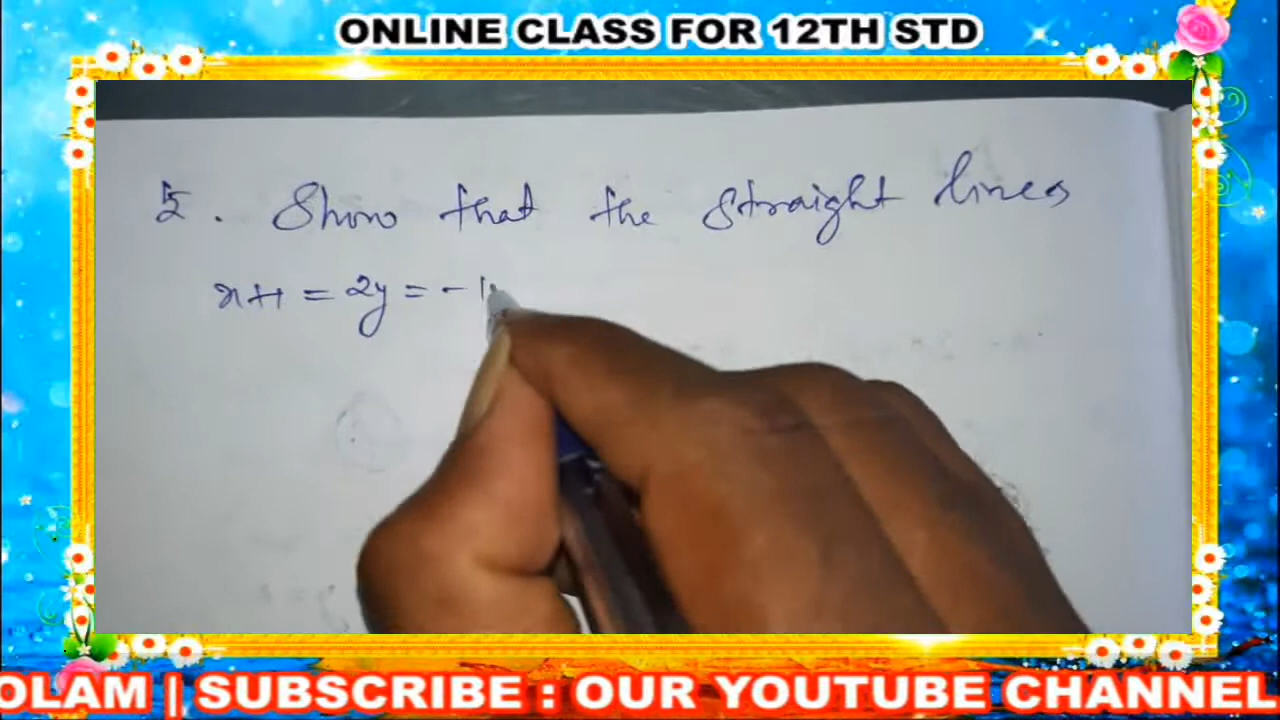 ONLINE CLASS FOR 12TH STD
5. Show that the straight lines
x+1 = 2y = -1
OLAM | SUBSCRIBE : OUR YOUTUBE CHANNEL